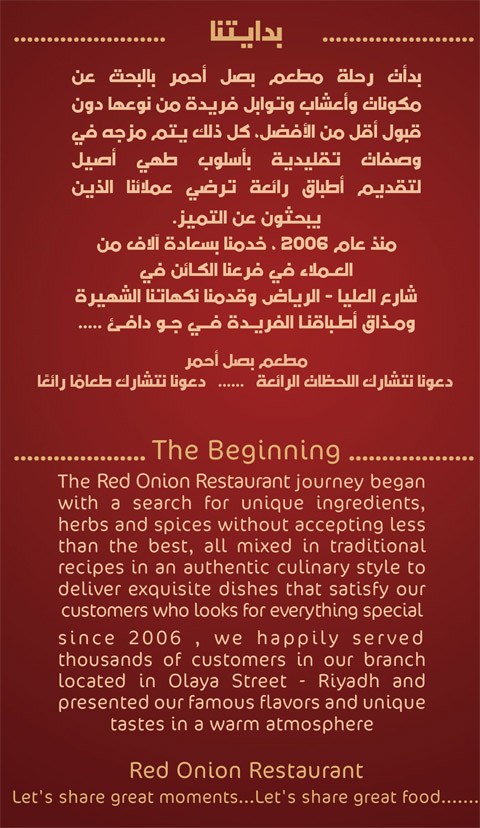 بدايتنا
بدأت رحلة مطعم بصل أحمر بالبحث عن
مكونات وأعشاب وتوابل فريدة من نوعها دون
قبول أقل من الأفضل، كل ذلك يتم مزجه في
وصفات تقليدية بأسلوب طهي أصيل
لتقديم أطباق رائعة ترضي عملائنا الذين
يبحثون عن التميز.
منذ عام 2006 ، خدمنا بسعادة آلاف من
العملاء في فرعنا الكائن في
شارع العليا - الرياض وقدمنا نكهاتنا الشهيرة
ومذاق أطباقنا الفريدة في جو دافئ .....
مطعم بصل أحمر
دعونا نتشارك اللحظات الرائعة ...... دعونا نتشارك طعامًا رائعًا
The Beginning
The Red Onion Restaurant journey began
with a search for unique ingredients,
herbs and spices without accepting less
than the best, all mixed in traditional
recipes in an authentic culinary style to
deliver exquisite dishes that satisfy our
customers who looks for everything special
since 2006 , we happily served
thousands of customers in our branch
located in Olaya Street - Riyadh and
presented our famous flavors and unique
tastes in a warm atmosphere
Red Onion Restaurant
Let's share great moments...Let's share great food.......